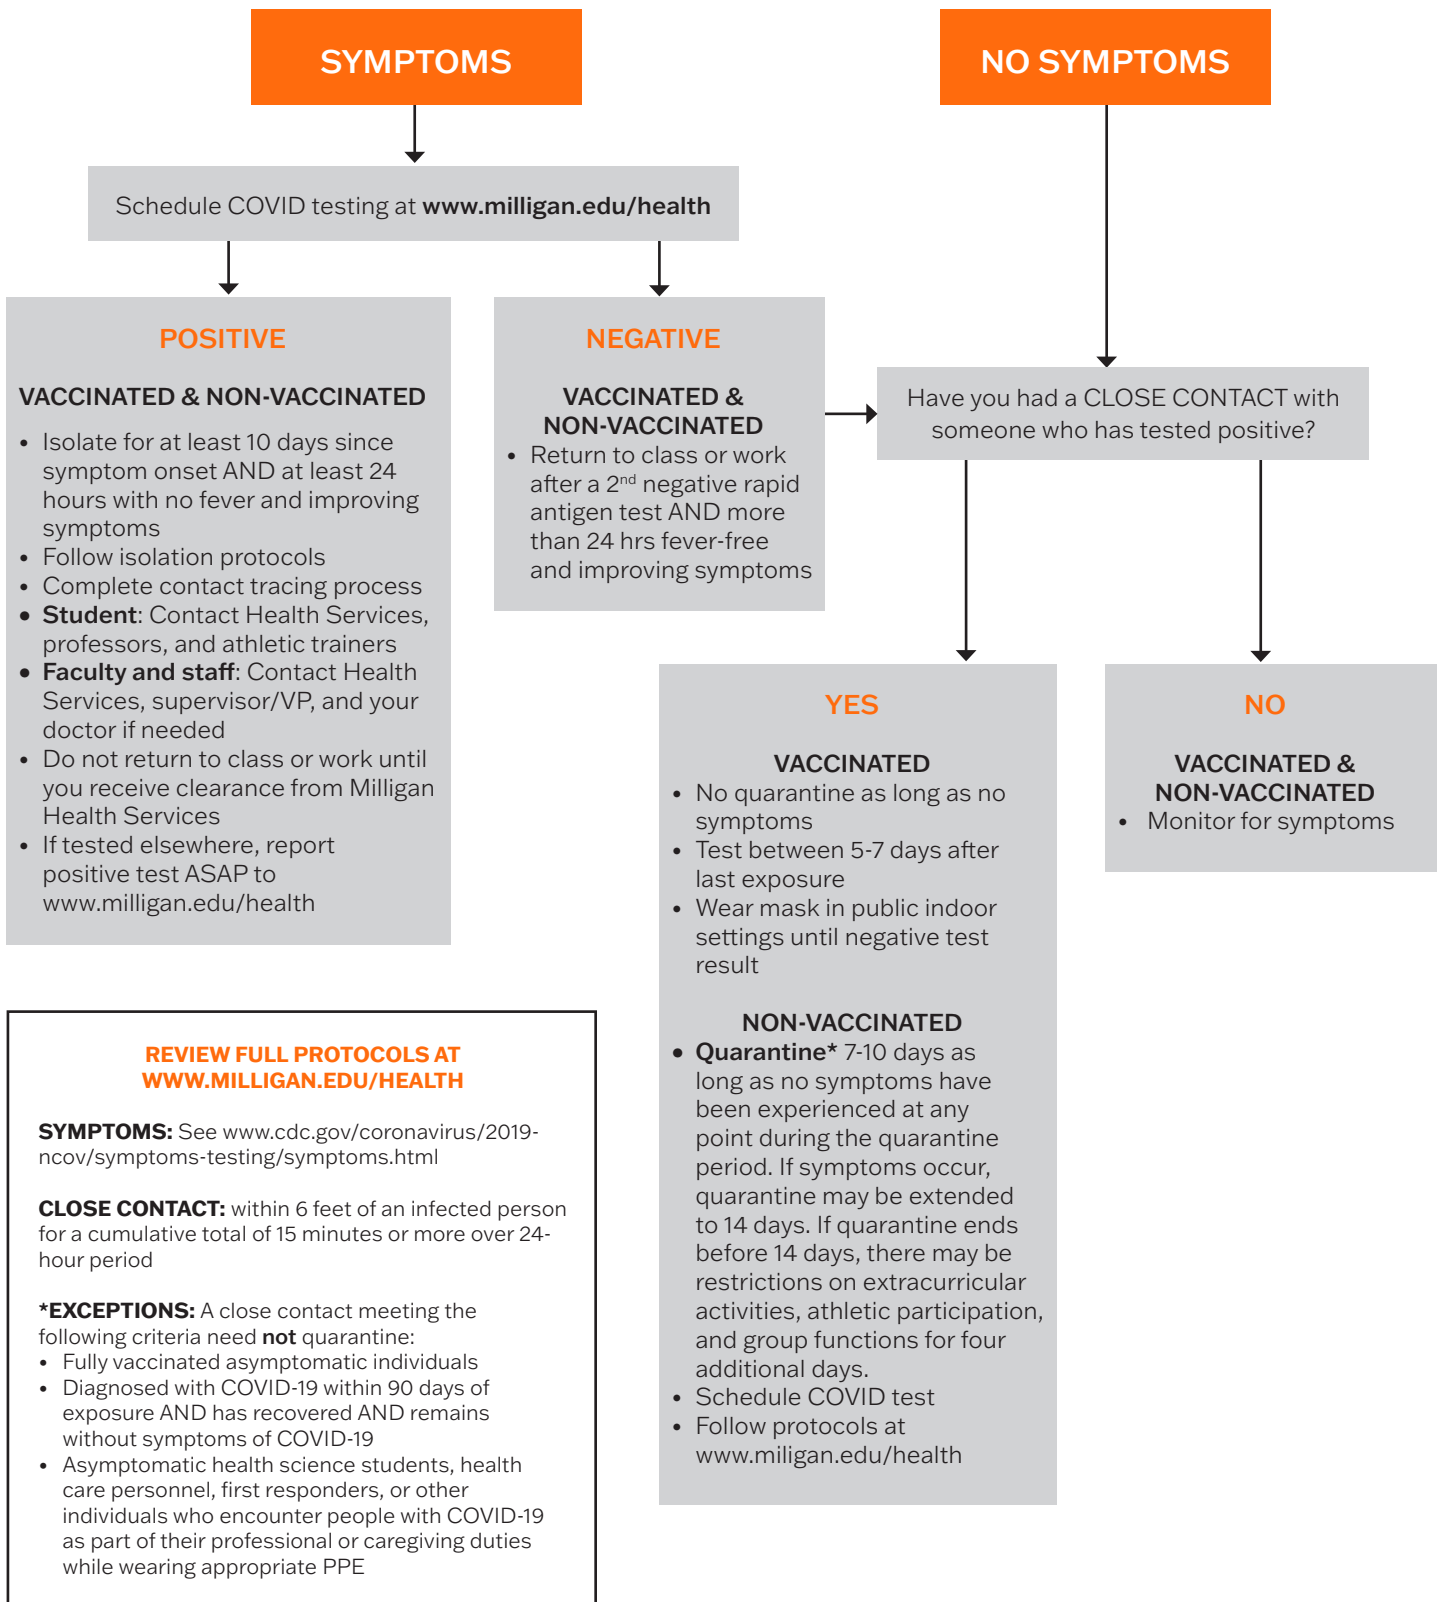 SYMPTOMS
NO SYMPTOMS
Schedule COVID testing at www.milligan.edu/health
POSITIVE
VACCINATED & NON-VACCINATED
• Isolate for at least 10 days since
symptom onset AND at least 24
hours with no fever and improving
symptoms
• Follow isolation protocols
• Complete contact tracing process
• Student: Contact Health Services,
professors, and athletic trainers
• Faculty and staff: Contact Health
Services, supervisor/VP, and your
doctor if needed
• Do not return to class or work until
you receive clearance from Milligan
Health Services
• If tested elsewhere, report
positive test ASAP to
www.milligan.edu/health
NEGATIVE
VACCINATED &
NON-VACCINATED
• Return to class or work
after a 2nd negative rapid
antigen test AND more
than 24 hrs fever-free
and improving symptoms
Have you had a CLOSE CONTACT with
someone who has tested positive?
YES
VACCINATED
• No quarantine as long as no
symptoms
• Test between 5-7 days after
last exposure
• Wear mask in public indoor
settings until negative test
result
NON-VACCINATED
• Quarantine* 7-10 days as
long as no symptoms have
been experienced at any
point during the quarantine
period. If symptoms occur,
quarantine may be extended
to 14 days. If quarantine ends
before 14 days, there may be
restrictions on extracurricular
activities, athletic participation,
and group functions for four
additional days.
• Schedule COVID test
• Follow protocols at
www.miligan.edu/health
NO
VACCINATED &
NON-VACCINATED
• Monitor for symptoms
REVIEW FULL PROTOCOLS AT
WWW.MILLIGAN.EDU/HEALTH
SYMPTOMS: See www.cdc.gov/coronavirus/2019-
ncov/symptoms-testing/symptoms.html
CLOSE CONTACT: within 6 feet of an infected person
for a cumulative total of 15 minutes or more over 24-
hour period
*EXCEPTIONS: A close contact meeting the
following criteria need not quarantine:
• Fully vaccinated asymptomatic individuals
• Diagnosed with COVID-19 within 90 days of
exposure AND has recovered AND remains
without symptoms of COVID-19
• Asymptomatic health science students, health
care personnel, first responders, or other
individuals who encounter people with COVID-19
as part of their professional or caregiving duties
while wearing appropriate PPE